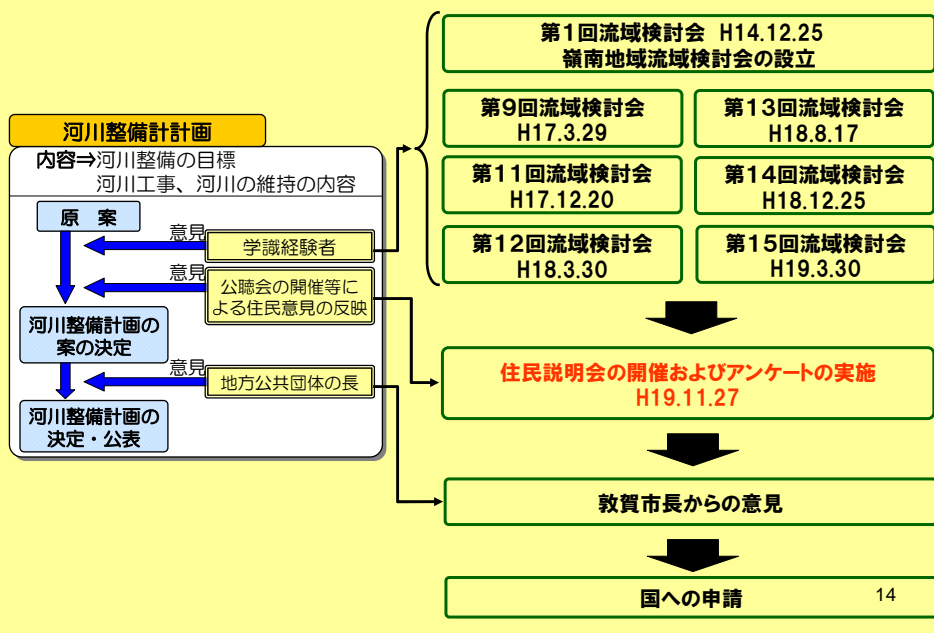 河川整備計計画
内容⇒河川整備の目標
河川工事、河川の維持の内容
原　案
意見
学識経験者
意見
公聴会の開催等に
よる住民意見の反映
河川整備計画の
案の決定
意見
地方公共団体の長
河川整備計画の
決定・公表
第1回流域検討会 H14.12.25
嶺南地域流域検討会の設立
第9回流域検討会
H17.3.29
第13回流域検討会
H18.8.17
第11回流域検討会
H17.12.20
第14回流域検討会
H18.12.25
第12回流域検討会
H18.3.30
第15回流域検討会
H19.3.30
住民説明会の開催およびアンケートの実施
H19.11.27
敦賀市長からの意見
国への申請
14